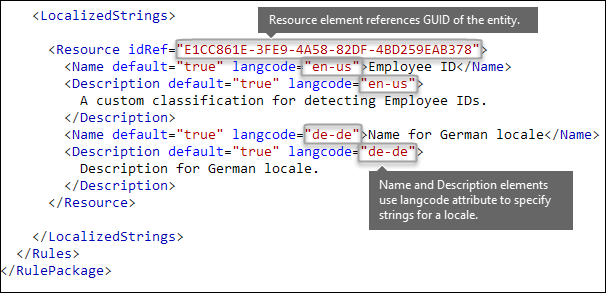 <LocalizedStrings>
Resource element references GUID of the entity.
<Resource idRef="E1CC861E-3FE9-4A58-82DF-4BD259EAB378">
<Name default="true" langcode="en-us">Employee ID</Name>
<Description default="true" langcode="en-us">
A custom classification for detecting Employee IDs.
</Description>
<Name default="true" langcode="de-de">Name for German locale</Name>
<Description default="true" langcode="de-de">
Description for German locale.
</Description>
</Resource>
Name and Description elements
use langcode attribute to specify
strings for a locale.
</LocalizedStrings>
</Rules>
</RulePackage>